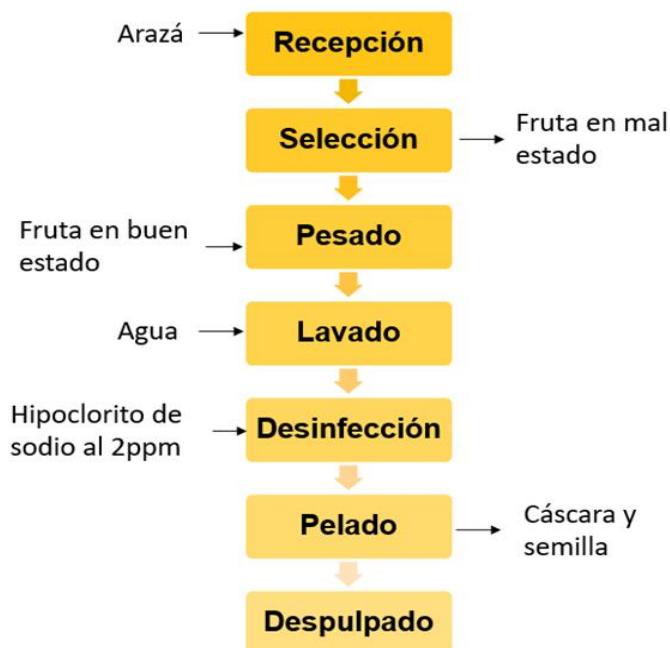 Arazá
Recepción
Selección
Fruta en mal
estado
Fruta en buen
estado
Pesado
Agua
Lavado
Hipoclorito de
sodio al 2ppm
Desinfección
Pelado
Cáscara y
semilla
Despulpado